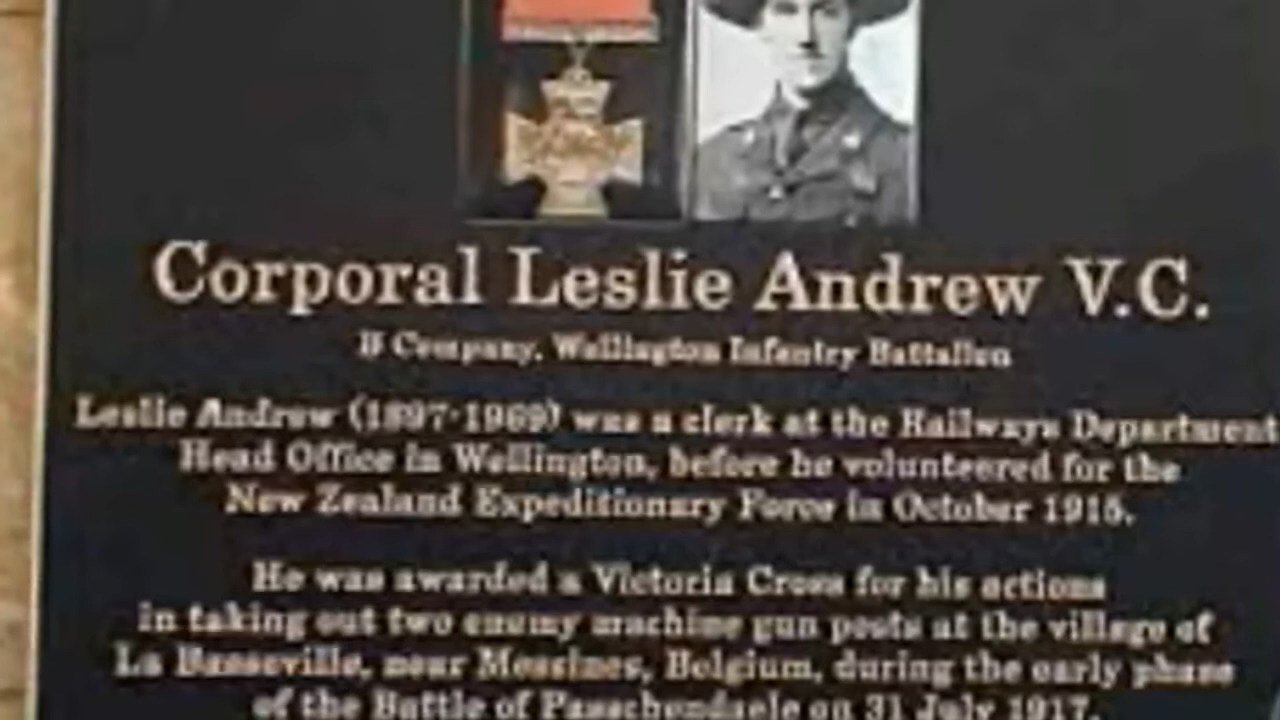 Corporal Leslie Andrew V.C.
B Company, Wellington Infantry Battalion
Leslie Andrew (1897-1969) was a clerk at the Railways Department
Head Office in Wellington, before he volunteered for the
New Zealand Expeditionary Force in October 1915.
He was awarded a Victoria Cross for his actions
in taking out two enemy machine gun posts at the village of
La Basseville, near Messines, Belgium, during the early phase
of the Battle of Passchendaele on 31 July 1917.